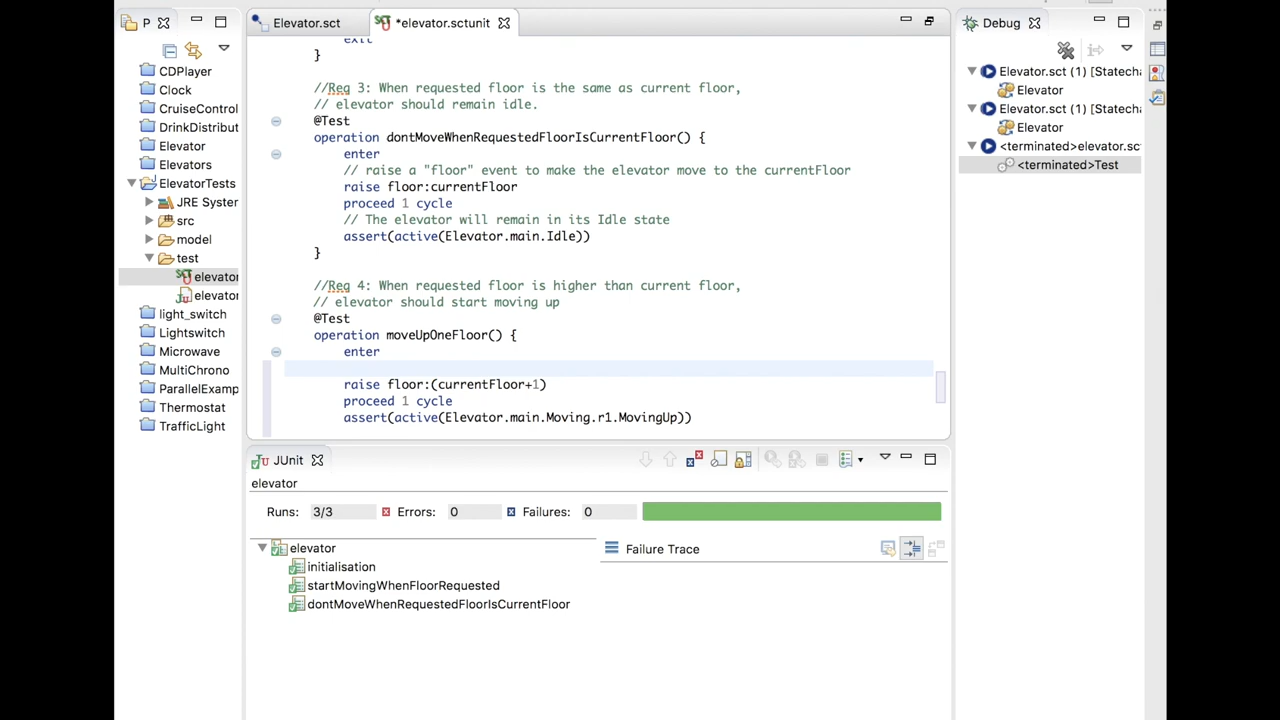 P
CDPlayer
Clock
CruiseControl
DrinkDistribut
Elevator
Elevators
ElevatorTests
JRE Syster
src
model
test
elevator
elevator
light_switch
Lightswitch
Microwave
MultiChrono
ParallelExamp
Thermostat
TrafficLight
Elevator.sct
*elevator.sctunit
exit
}
//Req 3: When requested floor is the same as current floor,
// elevator should remain idle.
@Test
operation dontMoveWhenRequestedFloorIsCurrentFloor() {
enter
// raise a "floor" event to make the elevator move to the currentFloor
raise floor:currentFloor
proceed 1 cycle
// The elevator will remain in its Idle state
assert(active(Elevator.main.Idle))
}
//Req 4: When requested floor is higher than current floor,
// elevator should start moving up
@Test
operation moveUpOneFloor() {
enter
raise floor:(currentFloor+1)
proceed 1 cycle
assert(active(Elevator.main.Moving.r1.MovingUp))
JUnit
elevator
Runs: 3/3 Errors: 0 Failures: 0
elevator
initialisation
startMovingWhenFloorRequested
dontMoveWhenRequestedFloorIsCurrentFloor
Failure Trace
Debug
Elevator.sct (1) [Statecha
Elevator
Elevator.sct (1) [Statecha
Elevator
<terminated>elevator.sc
<terminated>Test